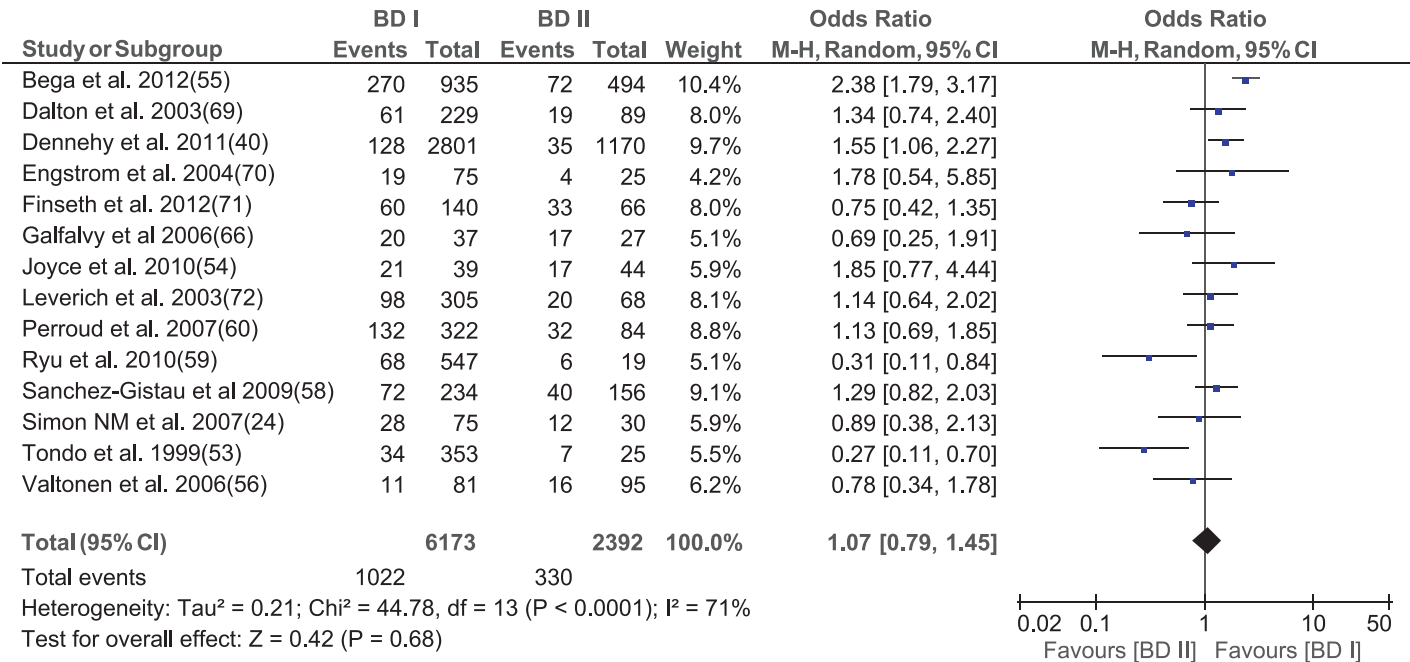 BD I BD II Odds Ratio Odds Ratio
Study or Subgroup Events Total Events Total Weight M-H, Random, 95% CI M-H, Random, 95% CI
Bega et al. 2012(55) 270 935 72 494 10.4% 2.38 [1.79, 3.17]
Dalton et al. 2003(69) 61 229 19 89 8.0% 1.34 [0.74, 2.40]
Dennehy et al. 2011(40) 128 2801 35 1170 9.7% 1.55 [1.06, 2.27]
Engstrom et al. 2004(70) 19 75 4 25 4.2% 1.78 [0.54, 5.85]
Finseth et al. 2012(71) 60 140 33 66 8.0% 0.75 [0.42, 1.35]
Galfalvy et al 2006(66) 20 37 17 27 5.1% 0.69 [0.25, 1.91]
Joyce et al. 2010(54) 21 39 17 44 5.9% 1.85 [0.77, 4.44]
Leverich et al. 2003(72) 98 305 20 68 8.1% 1.14 [0.64, 2.02]
Perroud et al. 2007(60) 132 322 32 84 8.8% 1.13 [0.69, 1.85]
Ryu et al. 2010(59) 68 547 6 19 5.1% 0.31 [0.11, 0.84]
Sanchez-Gistau et al 2009(58) 72 234 40 156 9.1% 1.29 [0.82, 2.03]
Simon NM et al. 2007(24) 28 75 12 30 5.9% 0.89 [0.38, 2.13]
Tondo et al. 1999(53) 34 353 7 25 5.5% 0.27 [0.11, 0.70]
Valtonen et al. 2006(56) 11 81 16 95 6.2% 0.78 [0.34, 1.78]
Total (95% CI) 6173 2392 100.0% 1.07 [0.79, 1.45]
Total events 1022 330
Heterogeneity: Tau² = 0.21; Chi² = 44.78, df = 13 (P < 0.0001); I² = 71%
Test for overall effect: Z = 0.42 (P = 0.68)
0.02 0.1 1 10 50
Favours [BD II] Favours [BD I]